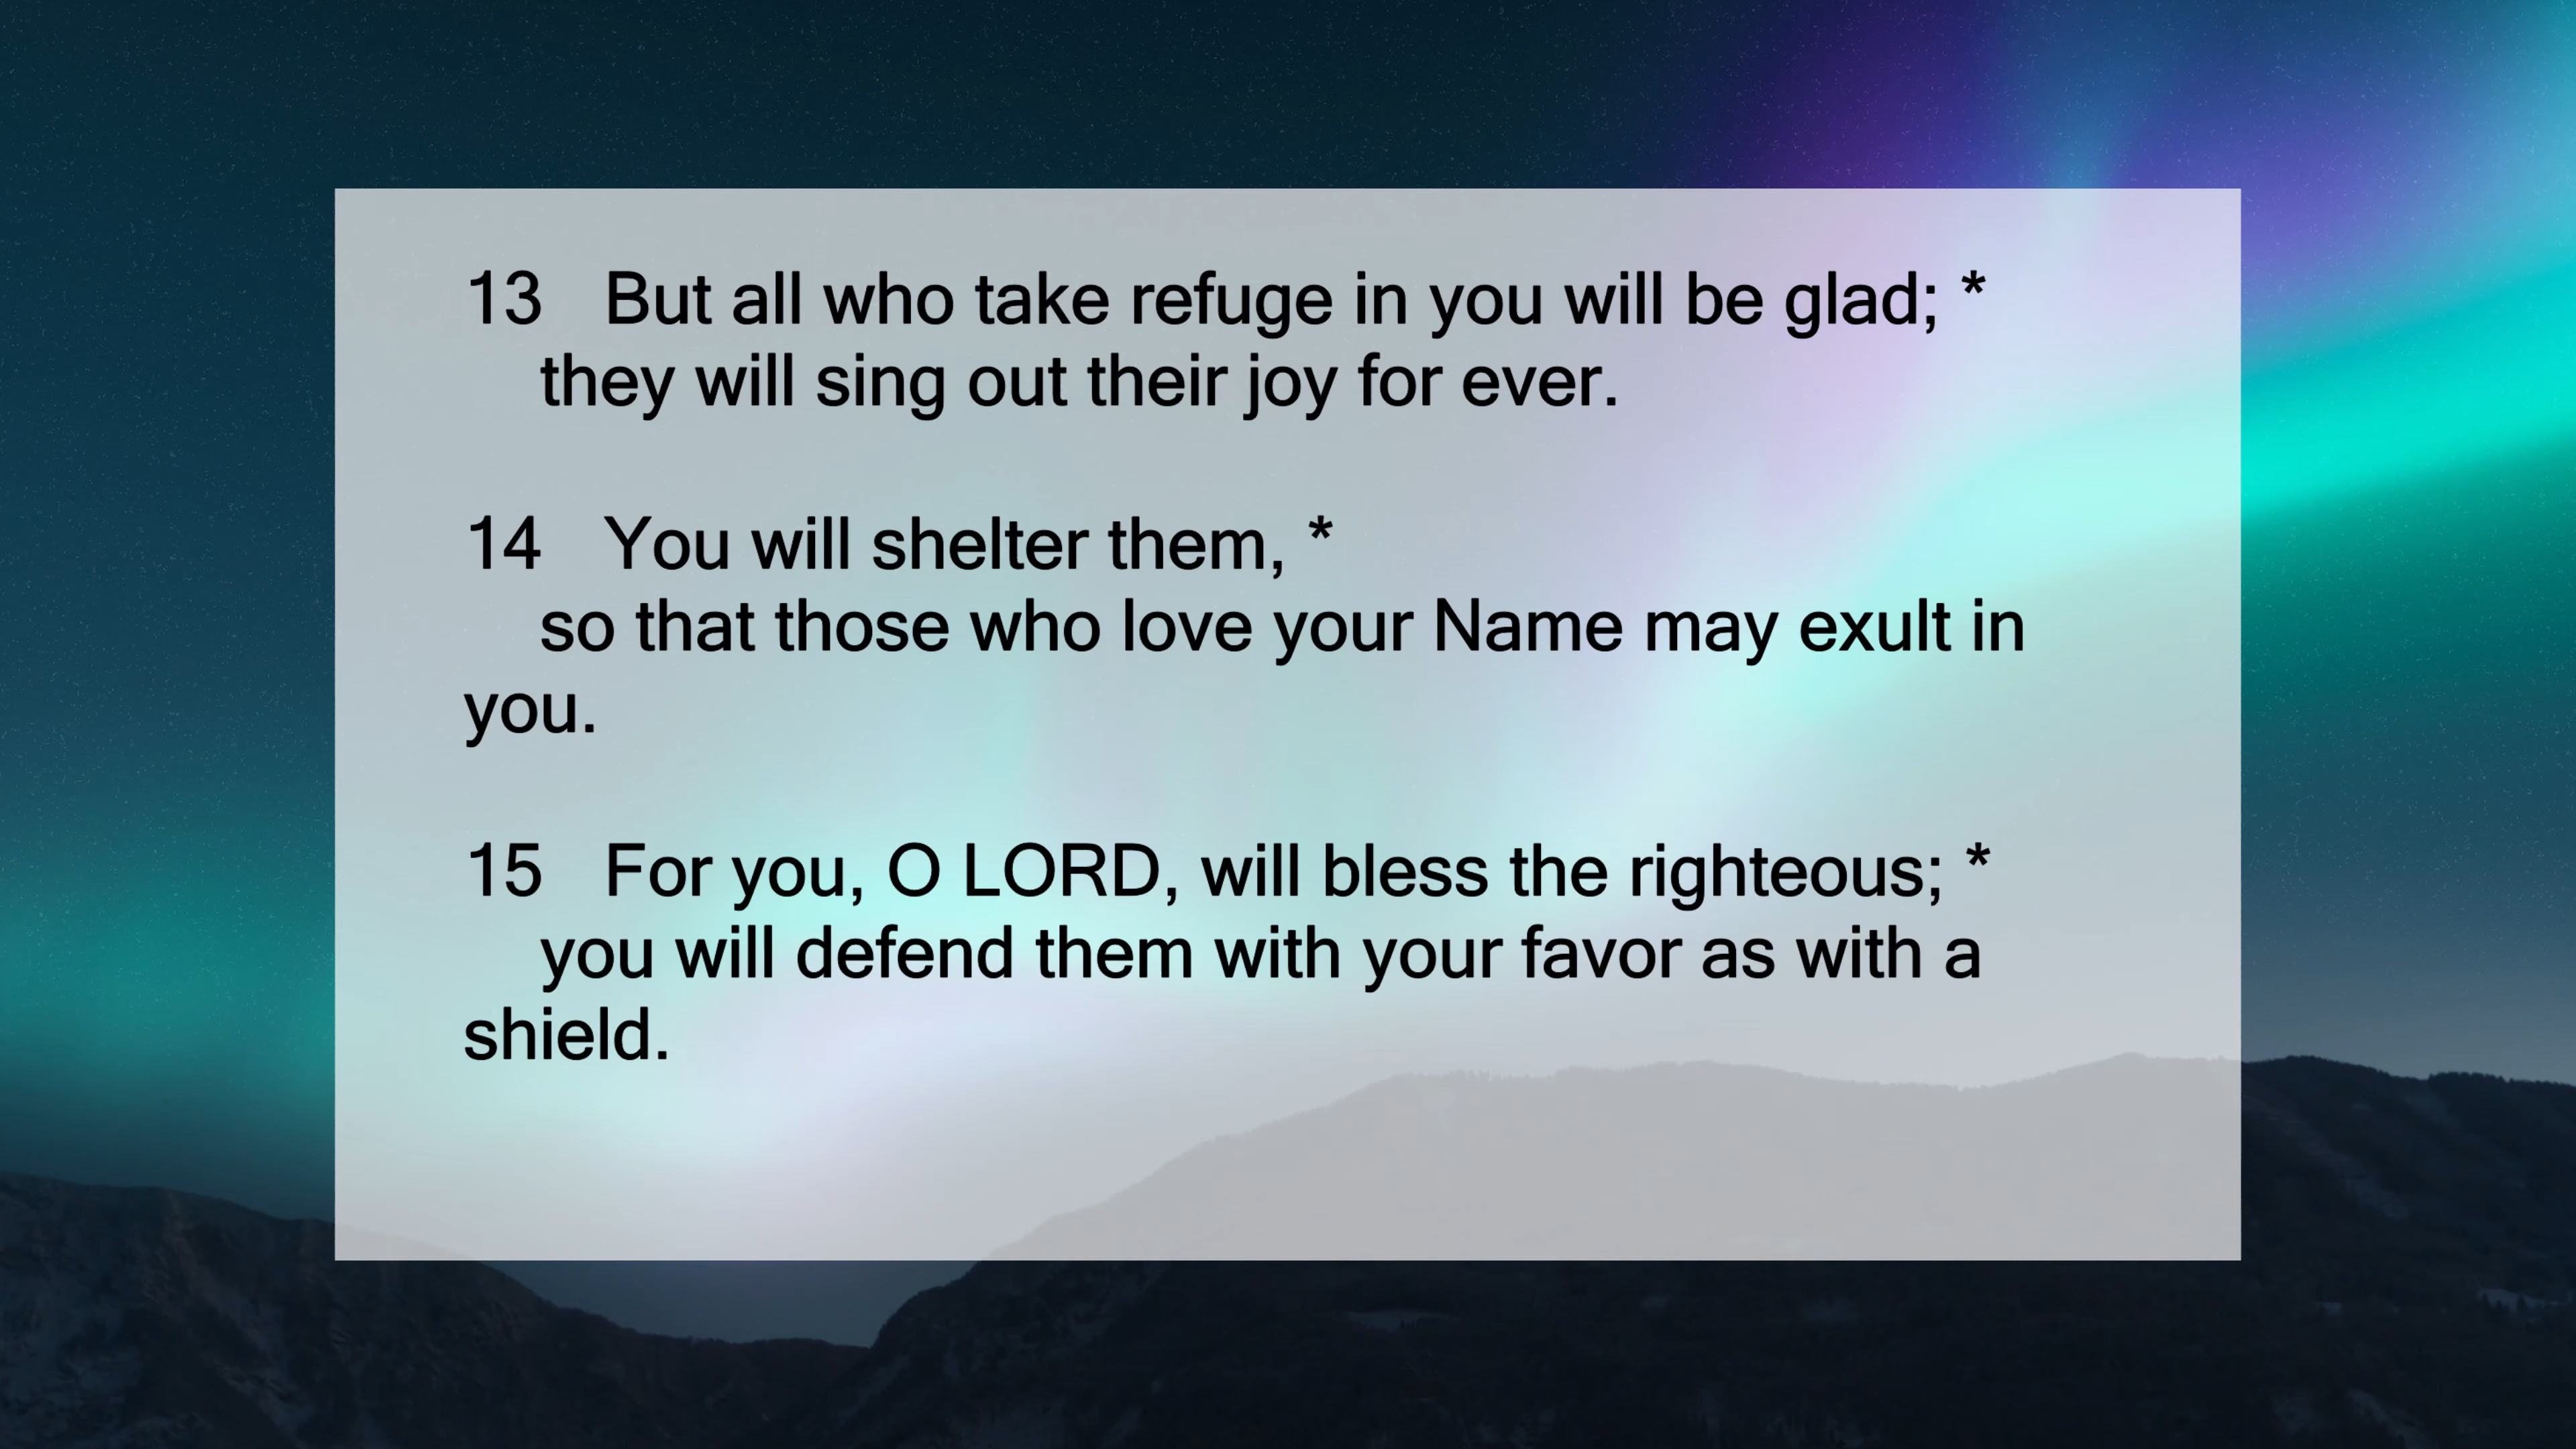 13 But all who take refuge in you will be glad; *
they will sing out their joy for ever.
14 You will shelter them, *
so that those who love your Name may exult in
you.
15 For you, O LORD, will bless the righteous; *
you will defend them with your favor as with a
shield.